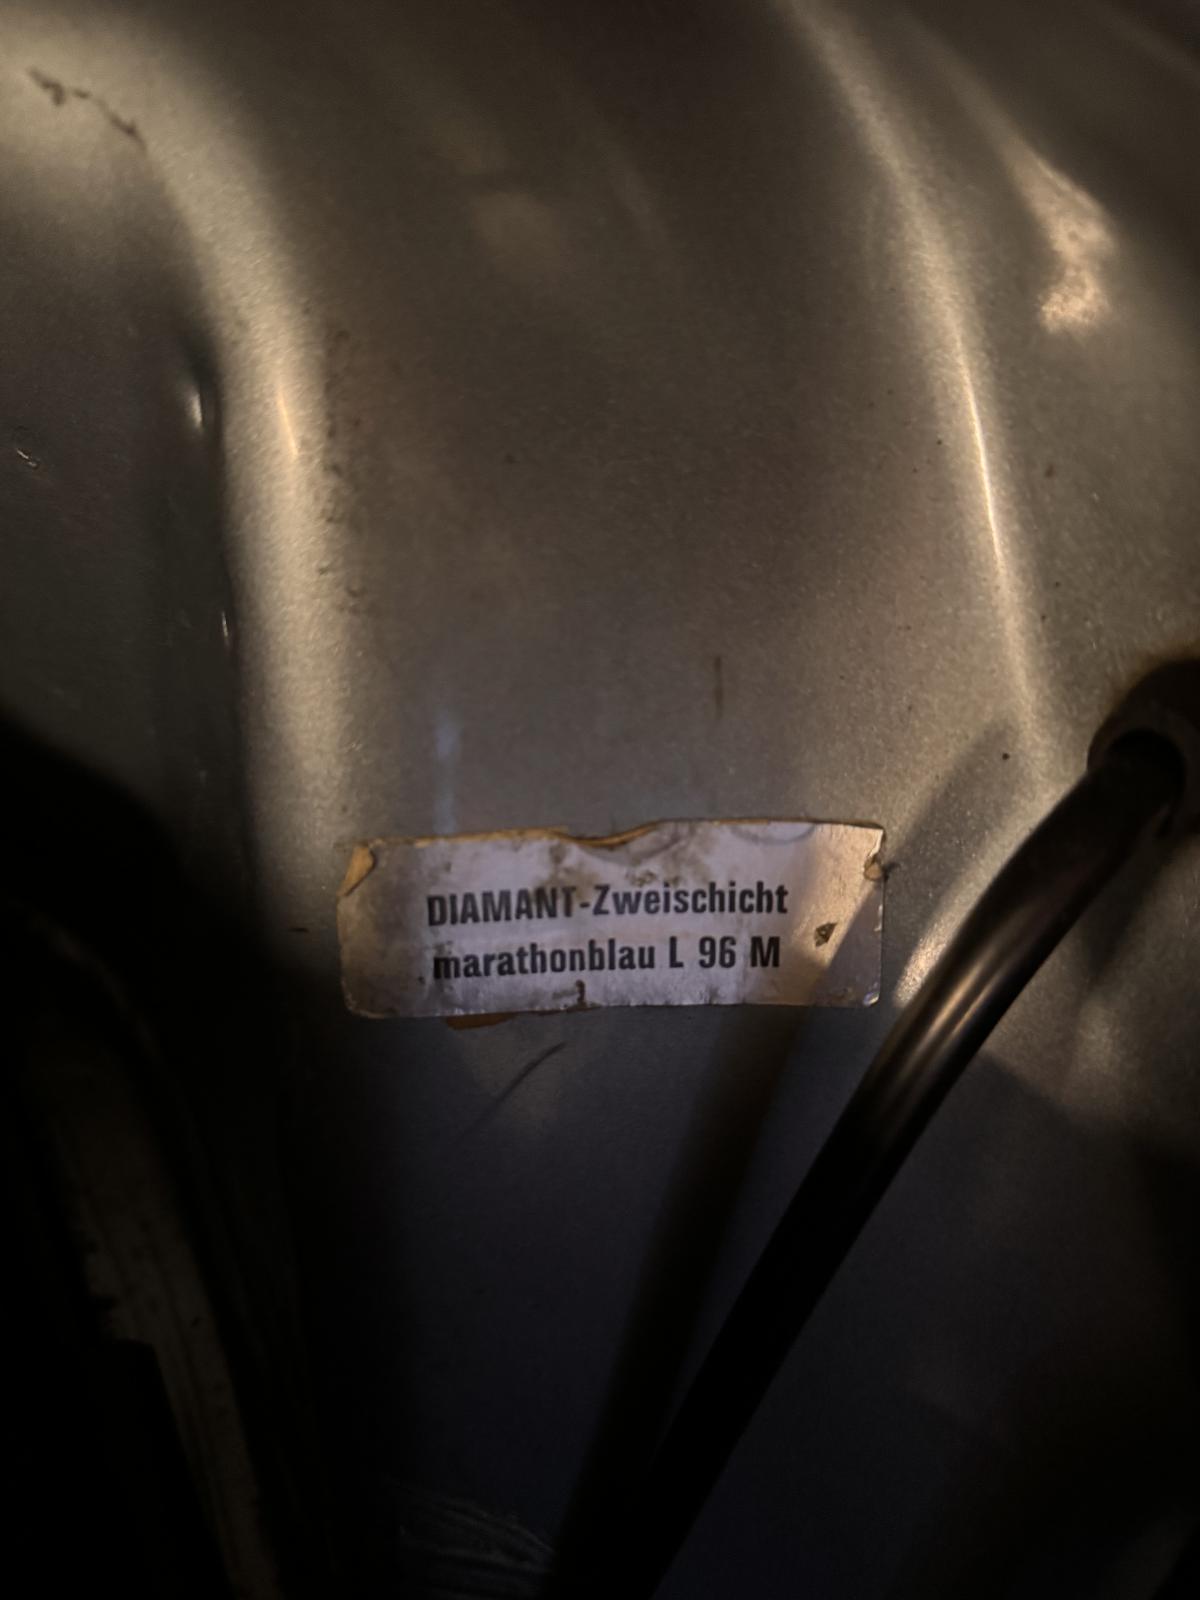 DIAMANT-Zweischicht
marathonblau L 96 M